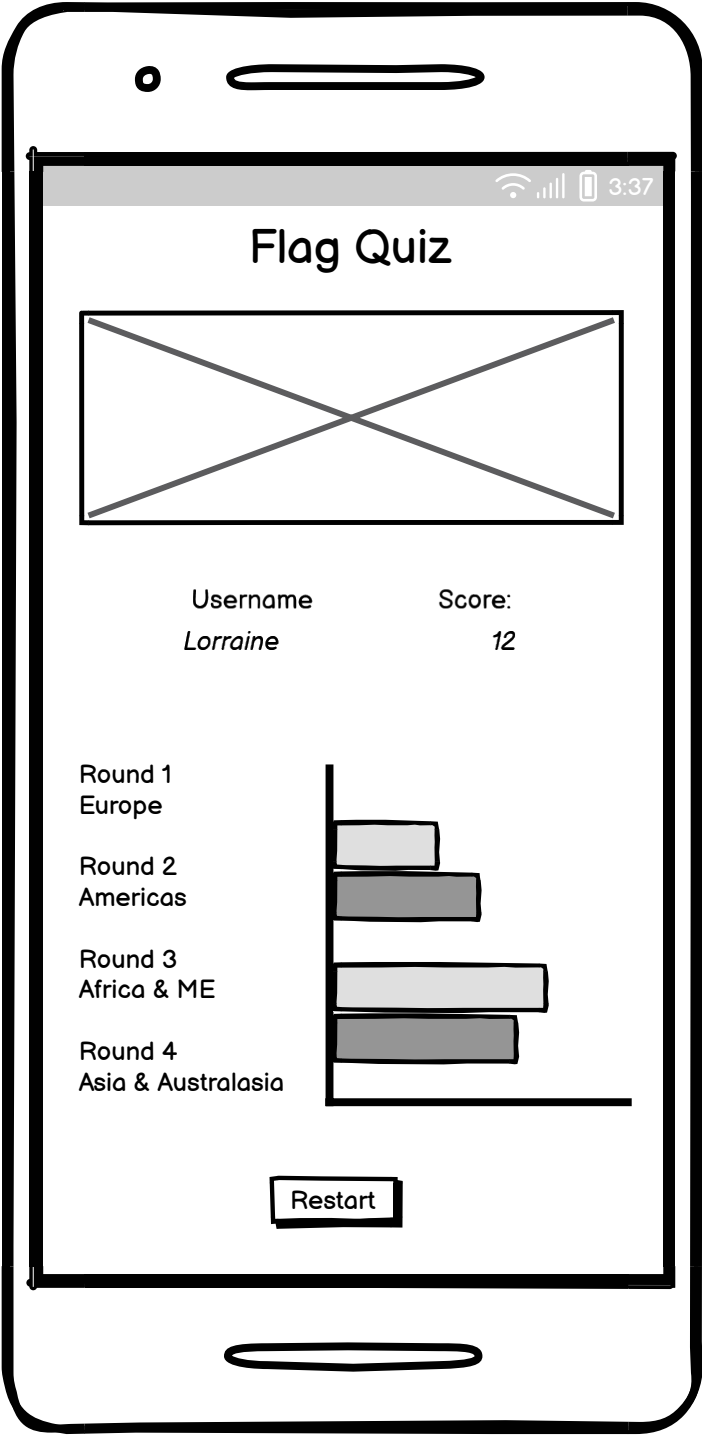 3:37
Flag Quiz
Username
Score:
Lorraine
12
Round 1
Europe
Round 2
Americas
Round 3
Africa & ME
Round 4
Asia & Australasia
Restart